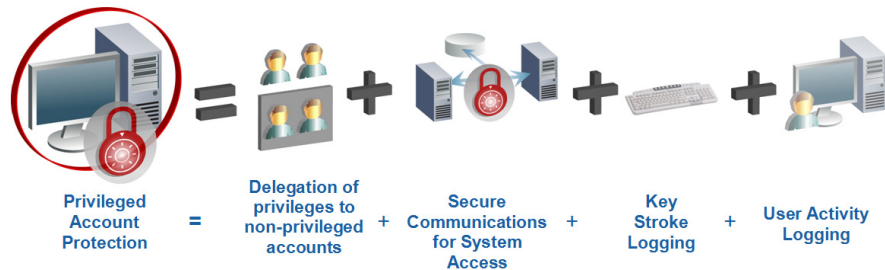 Privileged
Account
Protection
=
Delegation of
privileges to
non-privileged
accounts
+
Secure
Communications
for System
Access
+
Key
Stroke
Logging
+
User Activity
Logging